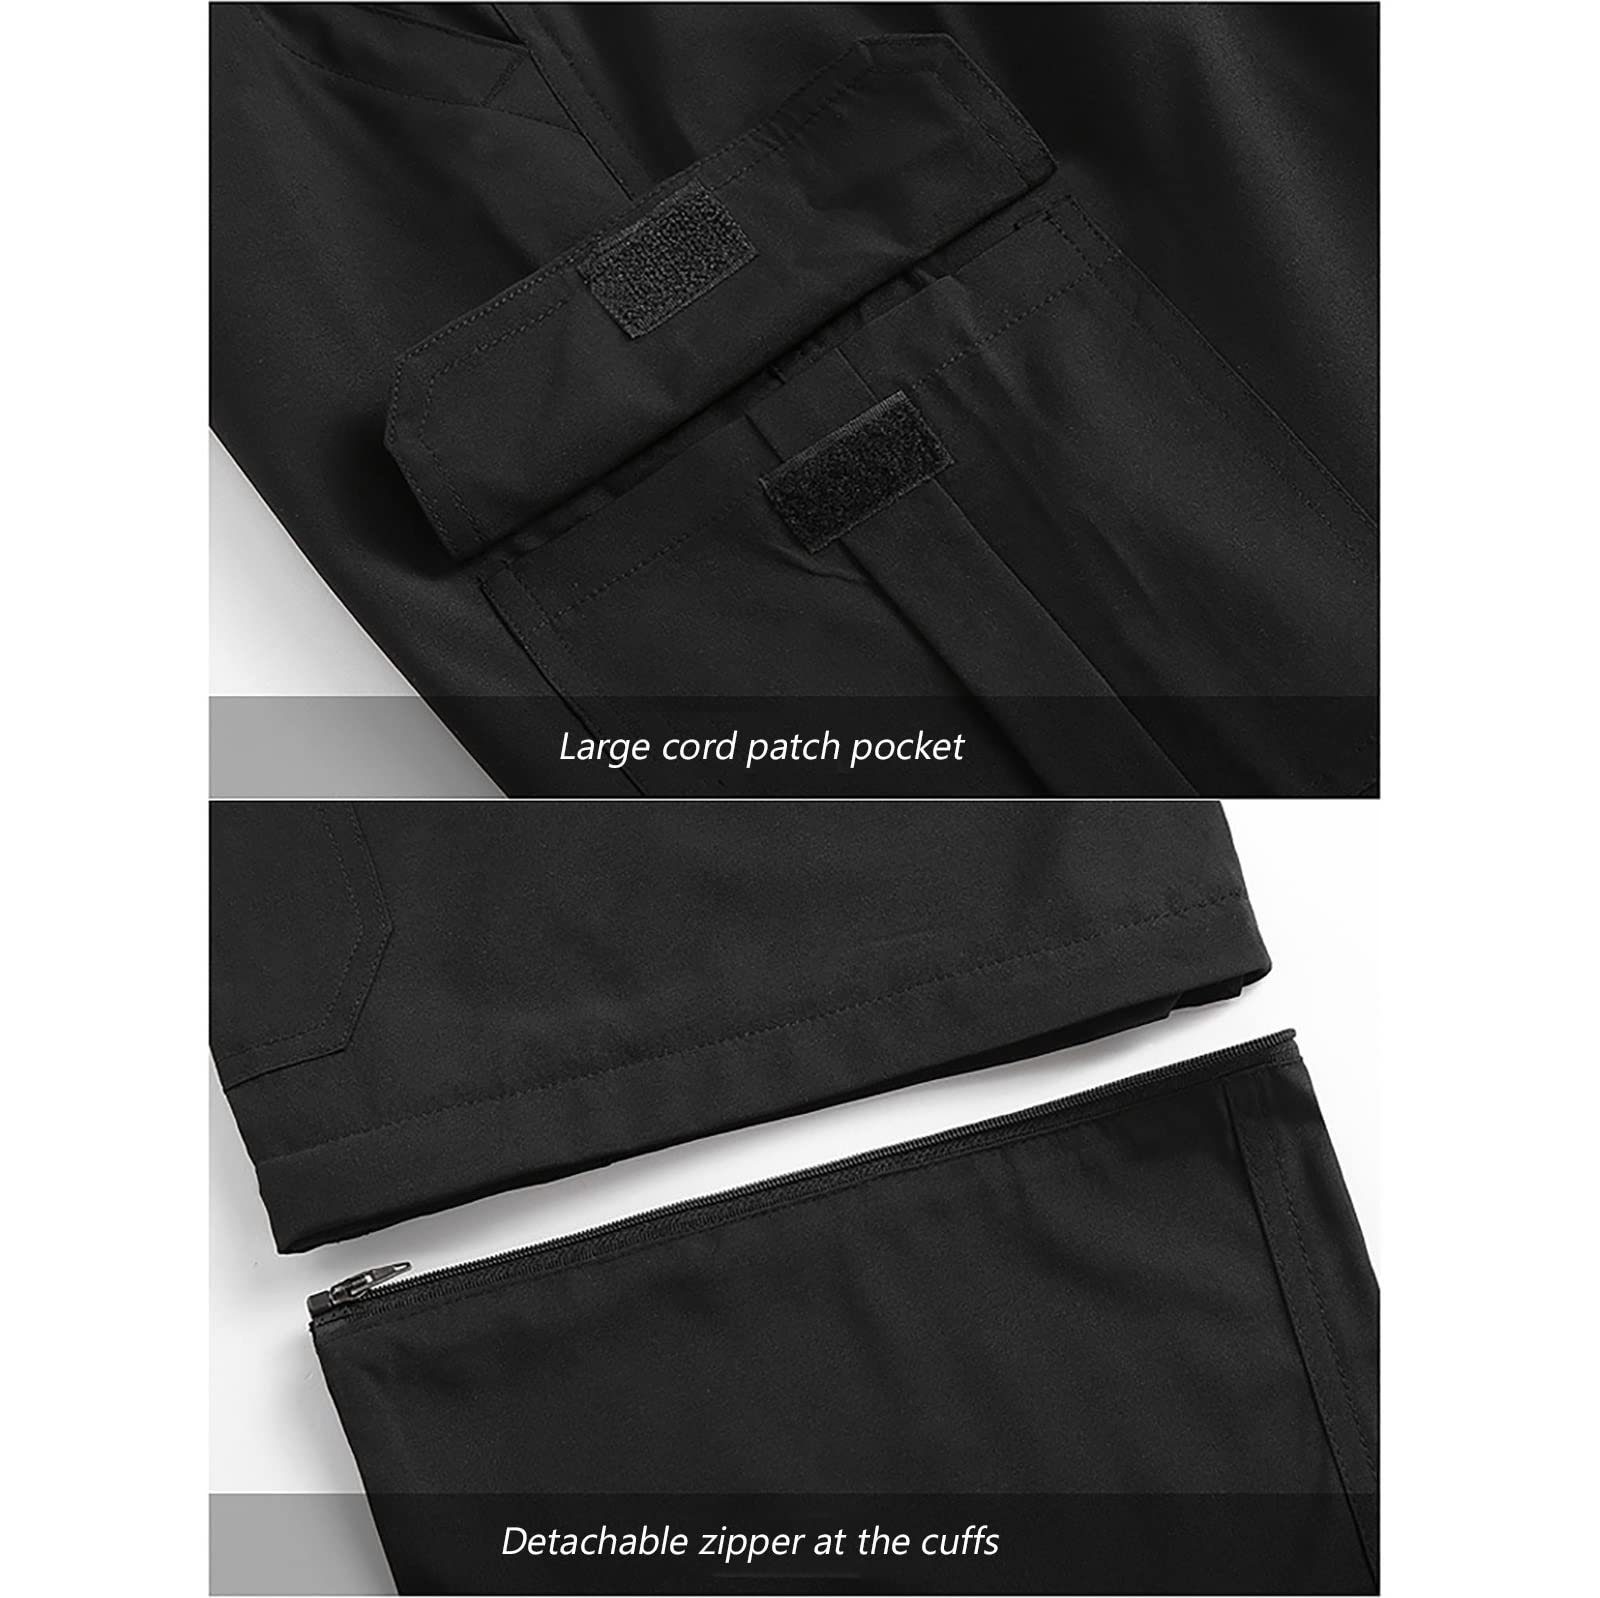 Large cord patch pocket
Detachable zipper at the cuffs